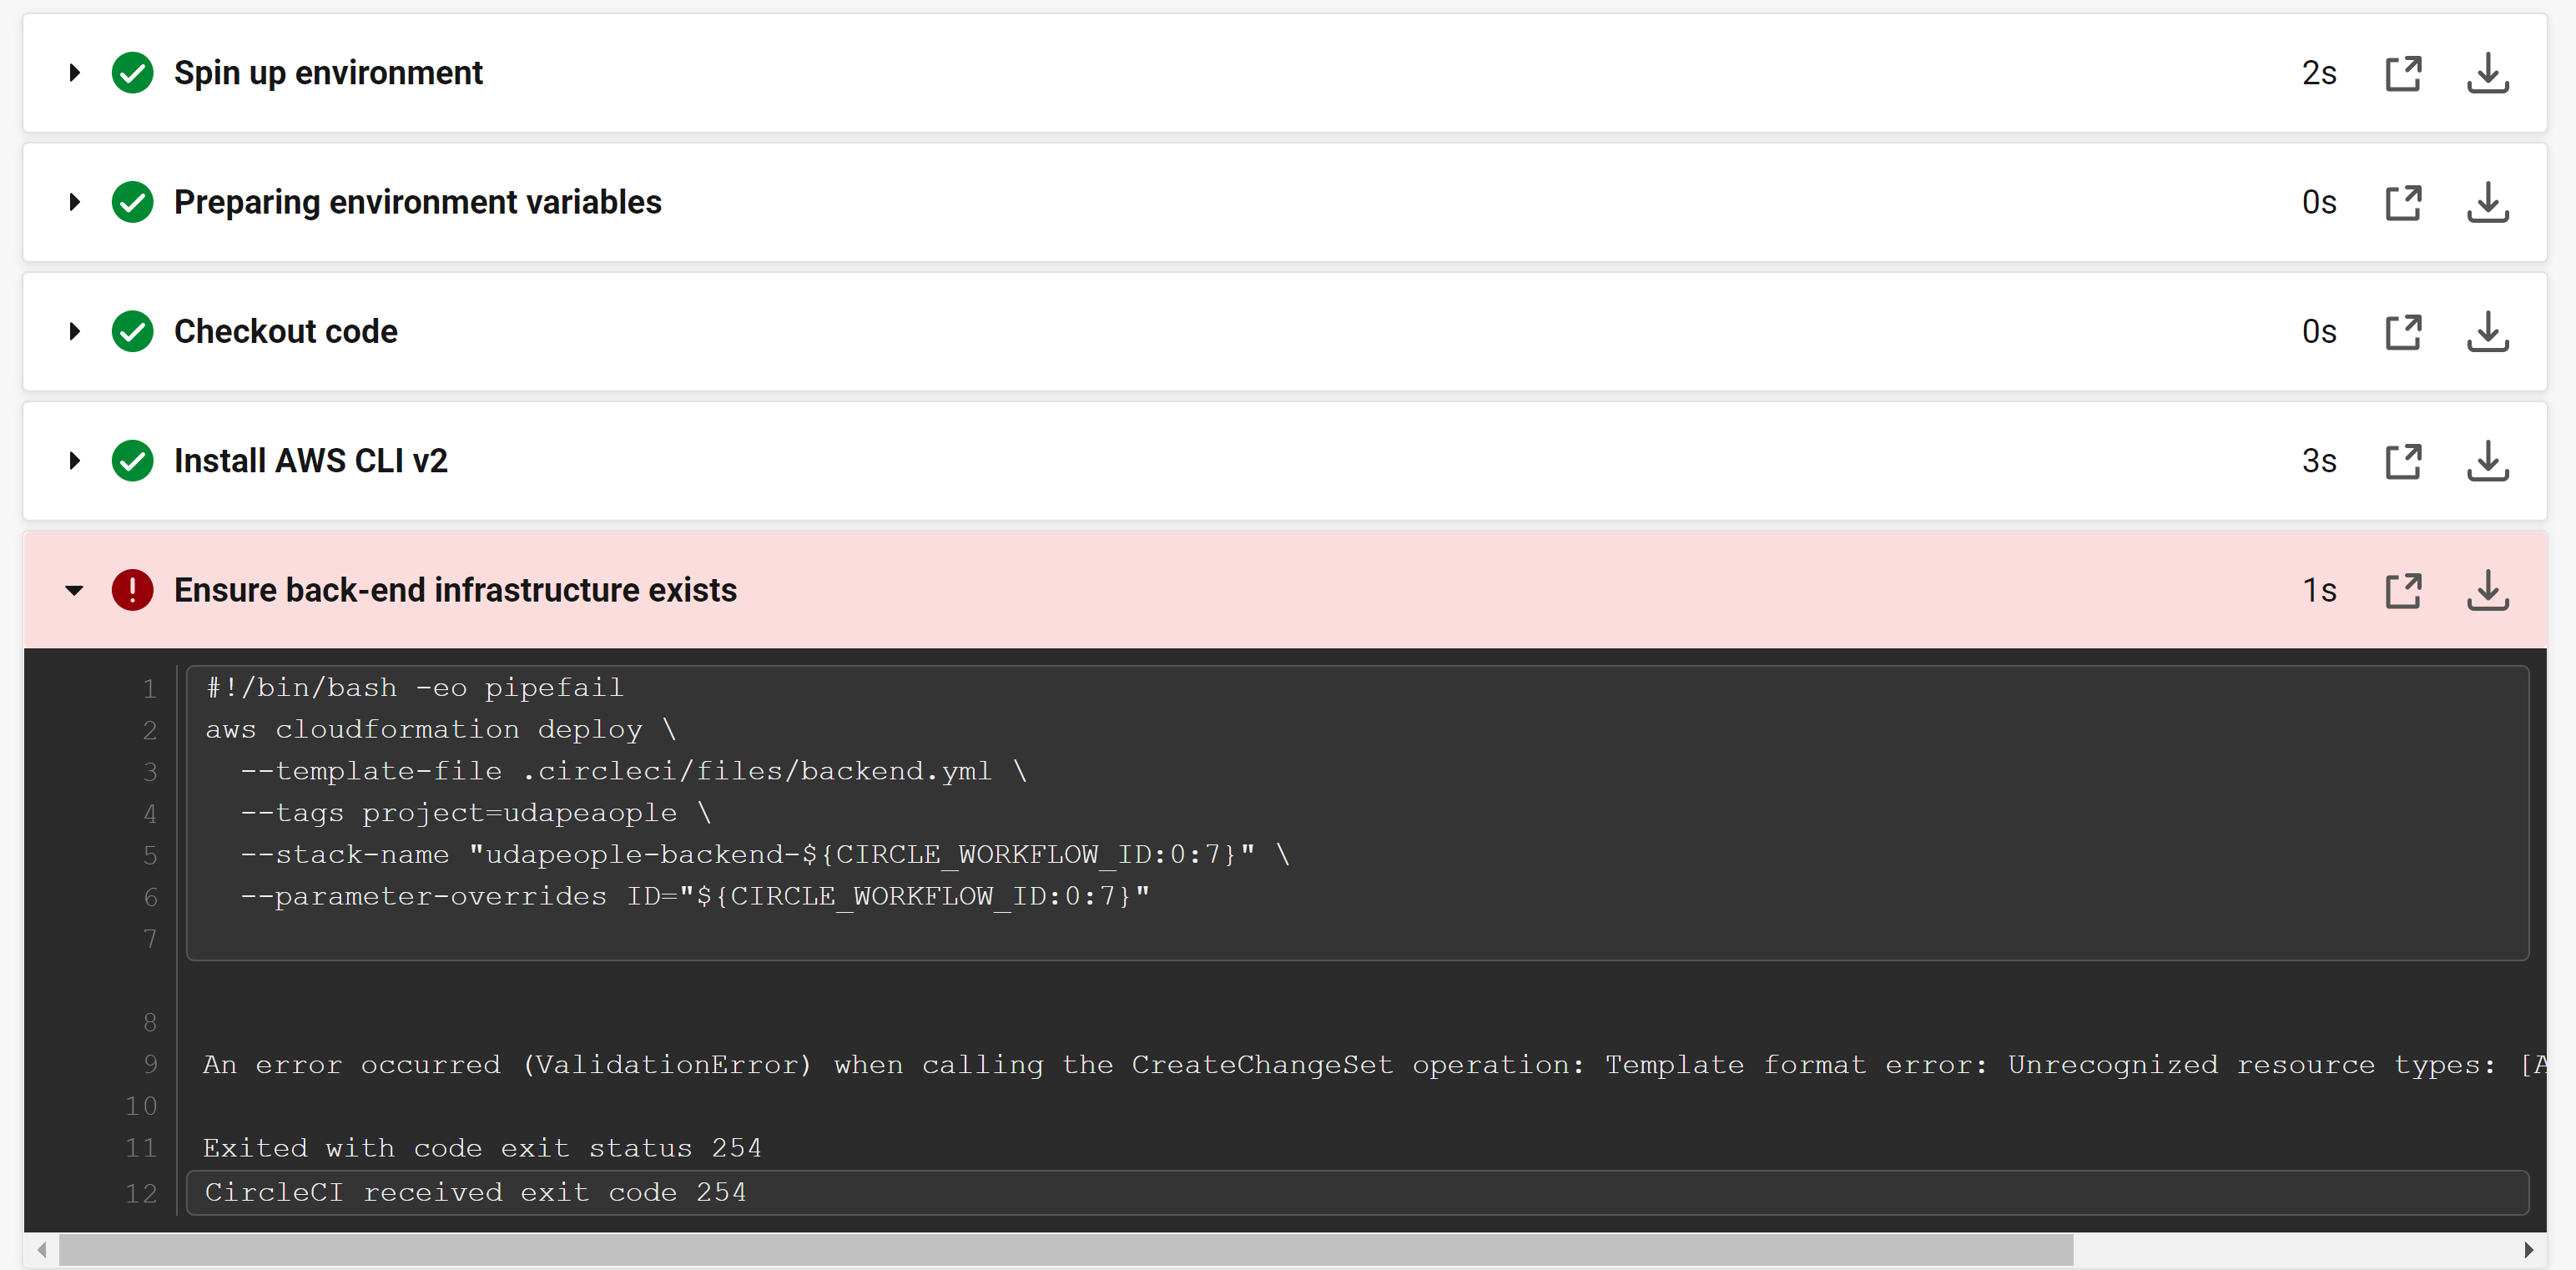 Spin up environment 2s
Preparing environment variables 0s
Checkout code 0s
Install AWS CLI v2 3s
Ensure back-end infrastructure exists 1s
1 #!/bin/bash -eo pipefail
2 aws cloudformation deploy \
3 --template-file .circleci/files/backend.yml \
4 --tags project=udapeaople \
5 --stack-name "udapeople-backend-${CIRCLE_WORKFLOW_ID:0:7}" \
6 --parameter-overrides ID="${CIRCLE_WORKFLOW_ID:0:7}"
7
8
9 An error occurred (ValidationError) when calling the CreateChangeSet operation: Template format error: Unrecognized resource types: [A
10
11 Exited with code exit status 254
12 CircleCI received exit code 254